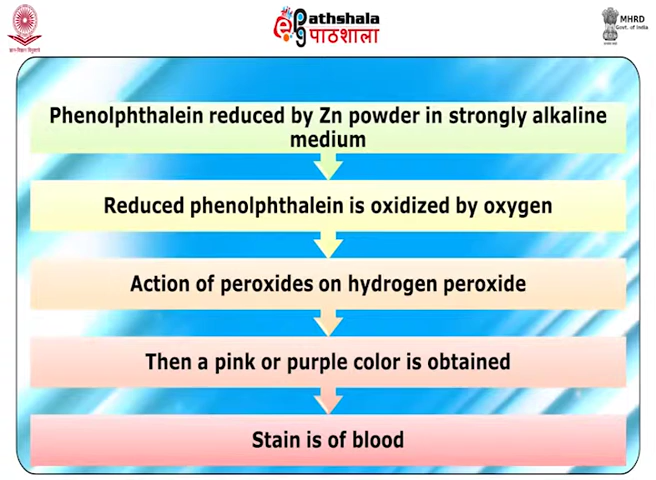 ePathshala
पाठशाला
MHRD
Govt. of India
Phenolphthalein reduced by Zn powder in strongly alkaline
medium
Reduced phenolphthalein is oxidized by oxygen
Action of peroxides on hydrogen peroxide
Then a pink or purple color is obtained
Stain is of blood